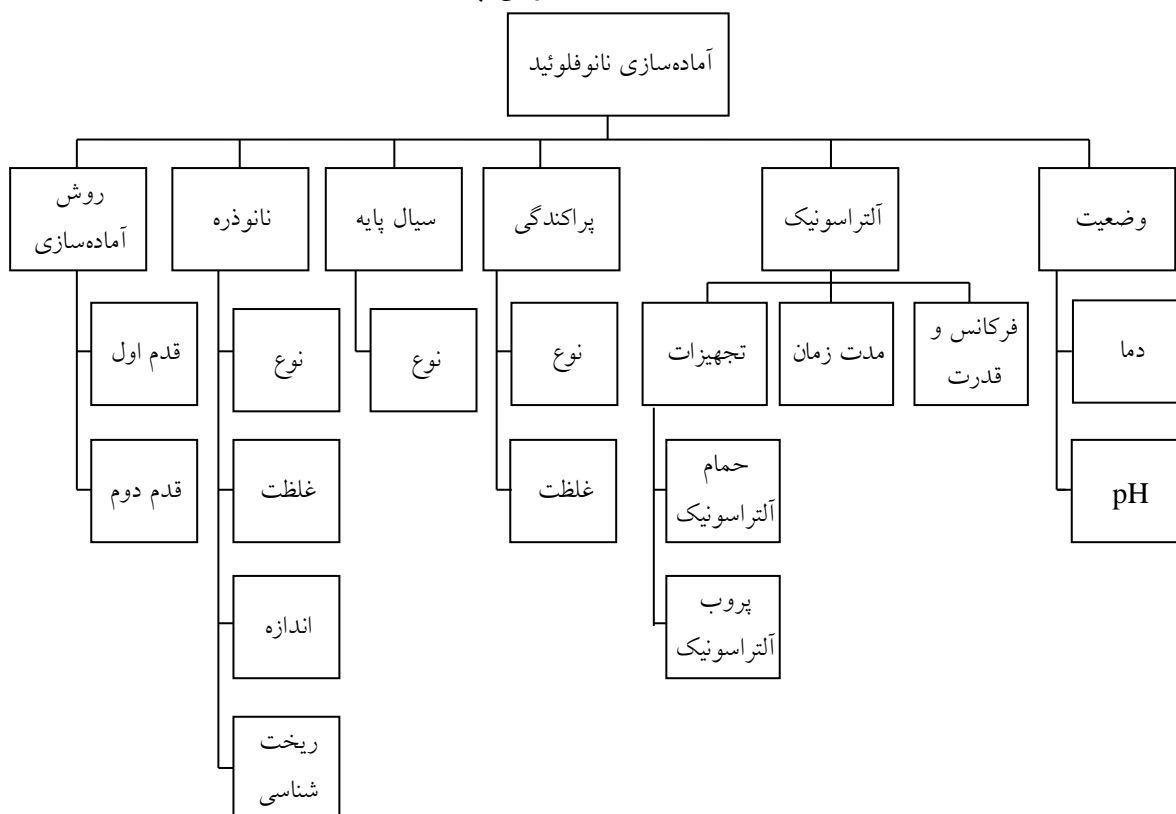 آماده‌سازی نانوفلوئید
وضعیت
آلتراسونیک
پراکندگی
سیال پایه
نانوذره
روش
آماده‌سازی
دما
فرکانس و
قدرت
مدت زمان
تجهیزات
نوع
نوع
نوع
قدم اول
pH
حمام
آلتراسونیک
غلظت
غلظت
قدم دوم
پروب
آلتراسونیک
اندازه
ریخت
شناسی